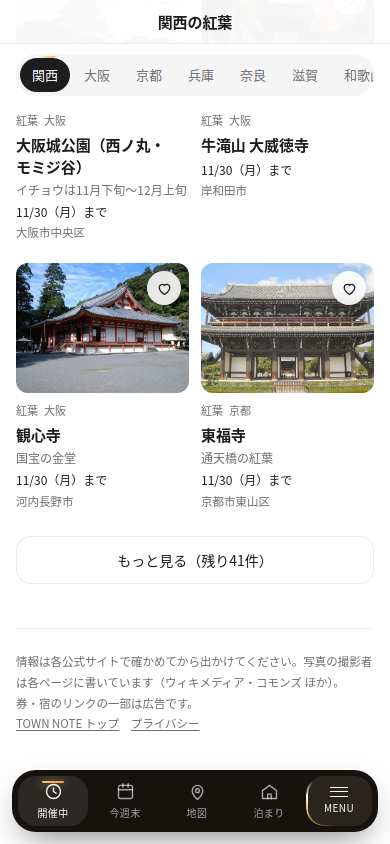 関西の紅葉
関西 大阪 京都 兵庫 奈良 滋賀
紅葉 大阪
大阪城公園（西ノ丸・
モミジ谷）
イチョウは11月下旬〜12月上旬
11/30（月）まで
大阪市中央区
紅葉 大阪
牛滝山 大威徳寺
11/30（月）まで
岸和田市
紅葉 大阪
観心寺
国宝の金堂
11/30（月）まで
河内長野市
紅葉 京都
東福寺
通天橋の紅葉
11/30（月）まで
京都市東山区
もっと見る（残り41件）
情報は各公式サイトで確かめてから出かけてください。写真の撮影者
は各ページに書いています（ウィキメディア・コモンズ ほか）。
券・宿のリンクの一部は広告です。
TOWN NOTE トップ プライバシー
開催中 今週末 地図 泊まり MENU